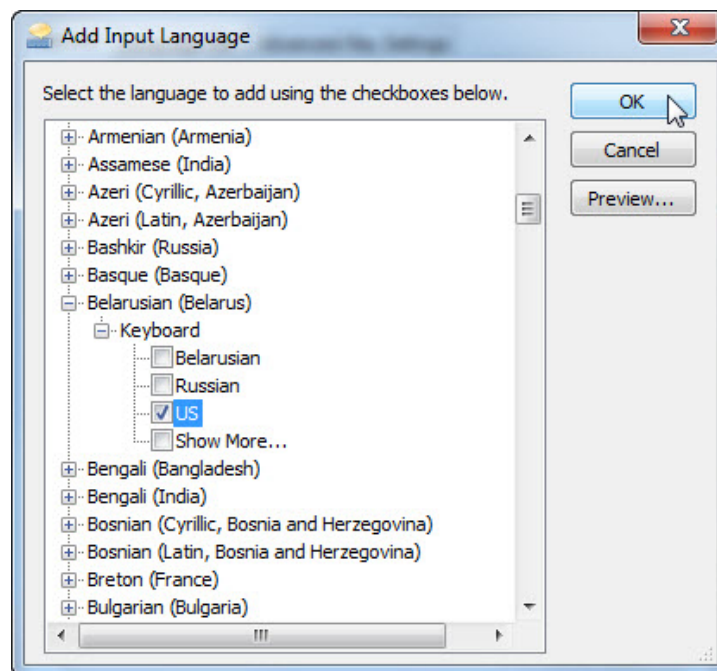 Add Input Language
Select the language to add using the checkboxes below.
OK
Cancel
Preview...
Armenian (Armenia)
Assamese (India)
Azeri (Cyrillic, Azerbaijan)
Azeri (Latin, Azerbaijan)
Bashkir (Russia)
Basque (Basque)
Belarusian (Belarus)
Keyboard
Belarusian
Russian
US
Show More...
Bengali (Bangladesh)
Bengali (India)
Bosnian (Cyrillic, Bosnia and Herzegovina)
Bosnian (Latin, Bosnia and Herzegovina)
Breton (France)
Bulgarian (Bulgaria)